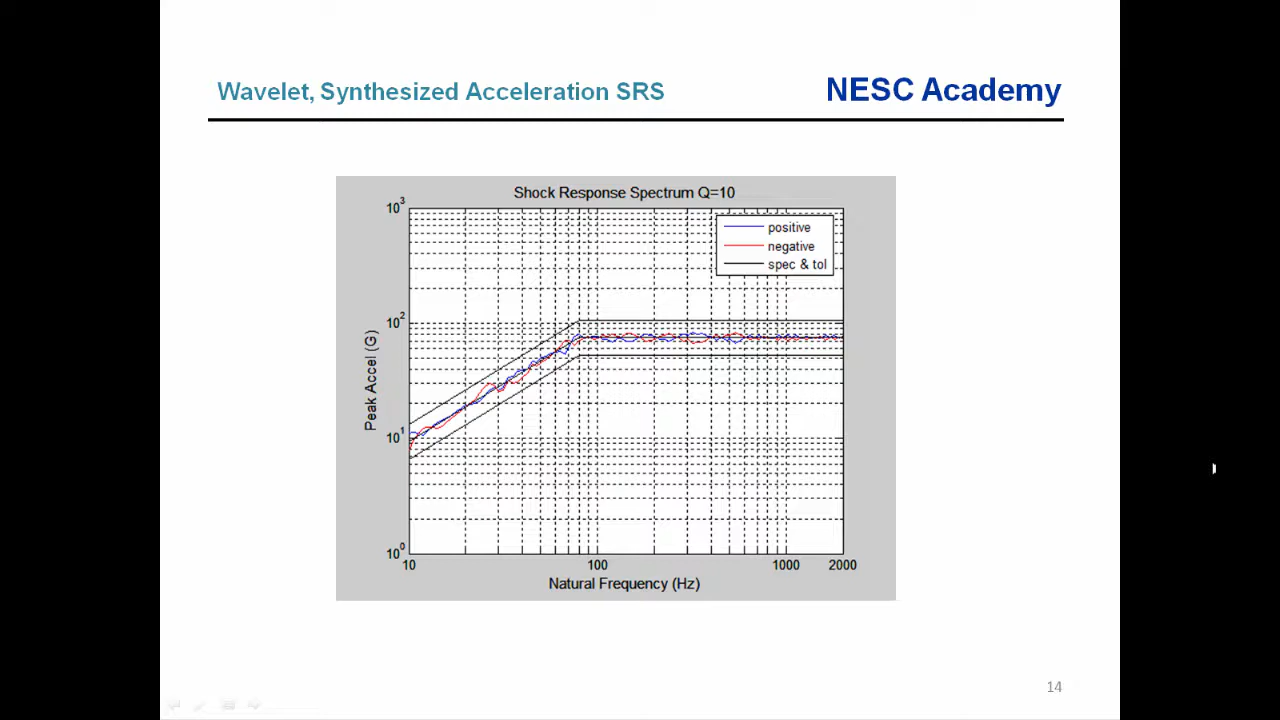 Wavelet, Synthesized Acceleration SRS
NESC Academy
Shock Response Spectrum Q=10
10³
positive
negative
spec & tol
10²
10¹
10⁰
Peak Accel (G)
10
100
1000
2000
Natural Frequency (Hz)
14